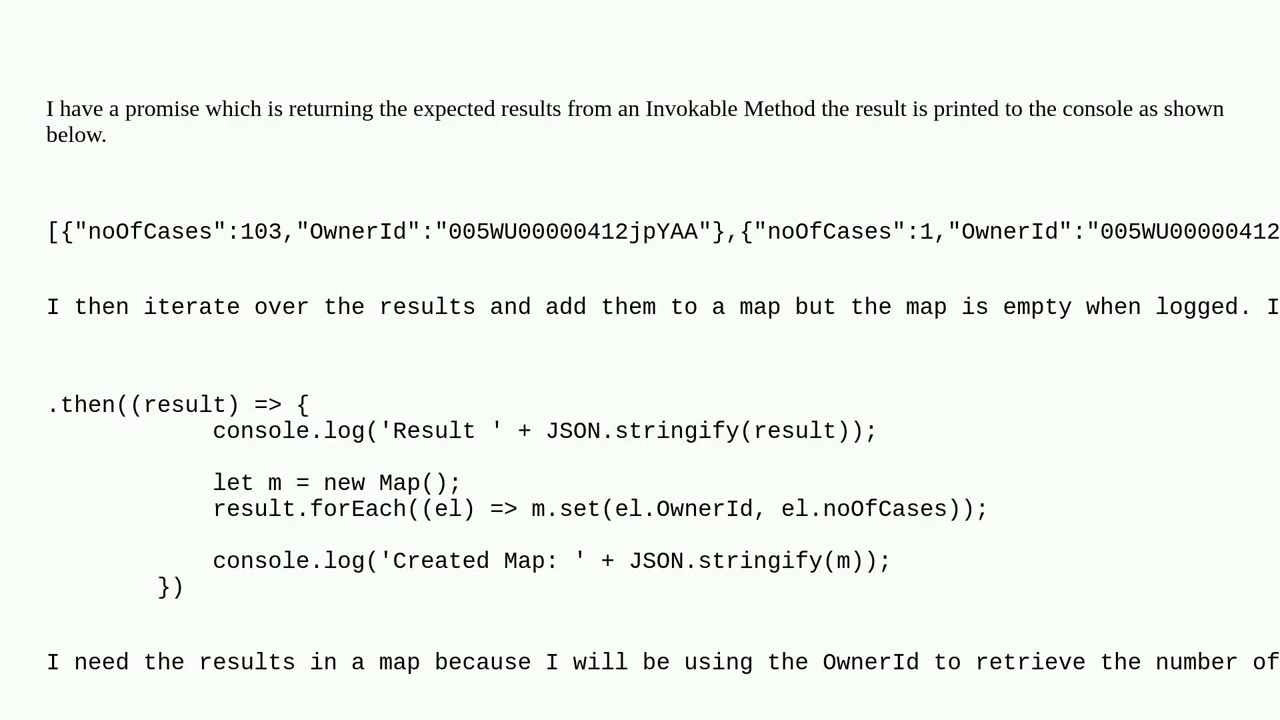 I have a promise which is returning the expected results from an Invokable Method the result is printed to the console as shown
below.
[{"noOfCases":103,"OwnerId":"005WU00000412jpYAA"},{"noOfCases":1,"OwnerId":"005WU00000412
I then iterate over the results and add them to a map but the map is empty when logged. I
.then((result) => {
            console.log('Result ' + JSON.stringify(result));
            let m = new Map();
            result.forEach((el) => m.set(el.OwnerId, el.noOfCases));
            console.log('Created Map: ' + JSON.stringify(m));
        })
I need the results in a map because I will be using the OwnerId to retrieve the number of